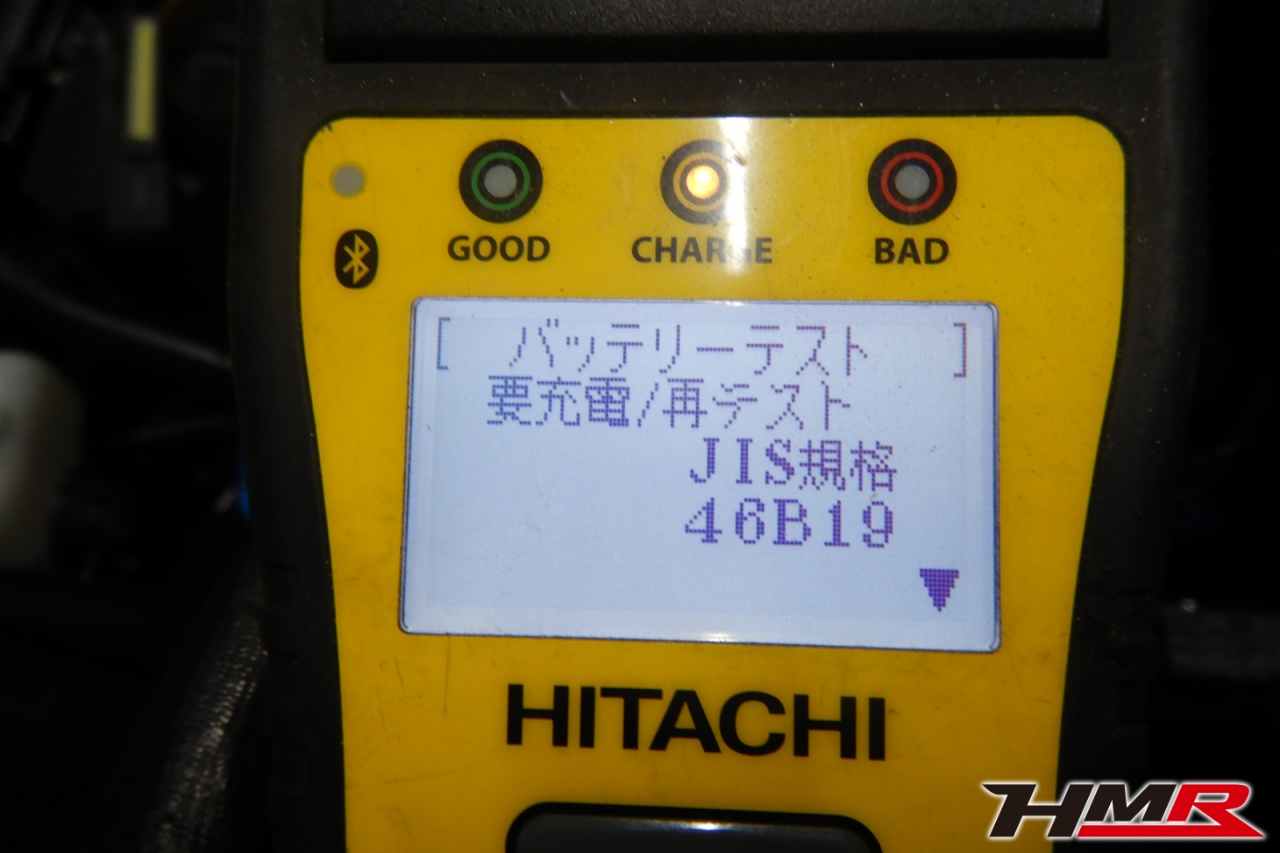 GOOD CHARGE BAD
[ バッテリーテスト ]
要充電/再テスト
JIS規格
46B19
▼
HITACHI
HMR